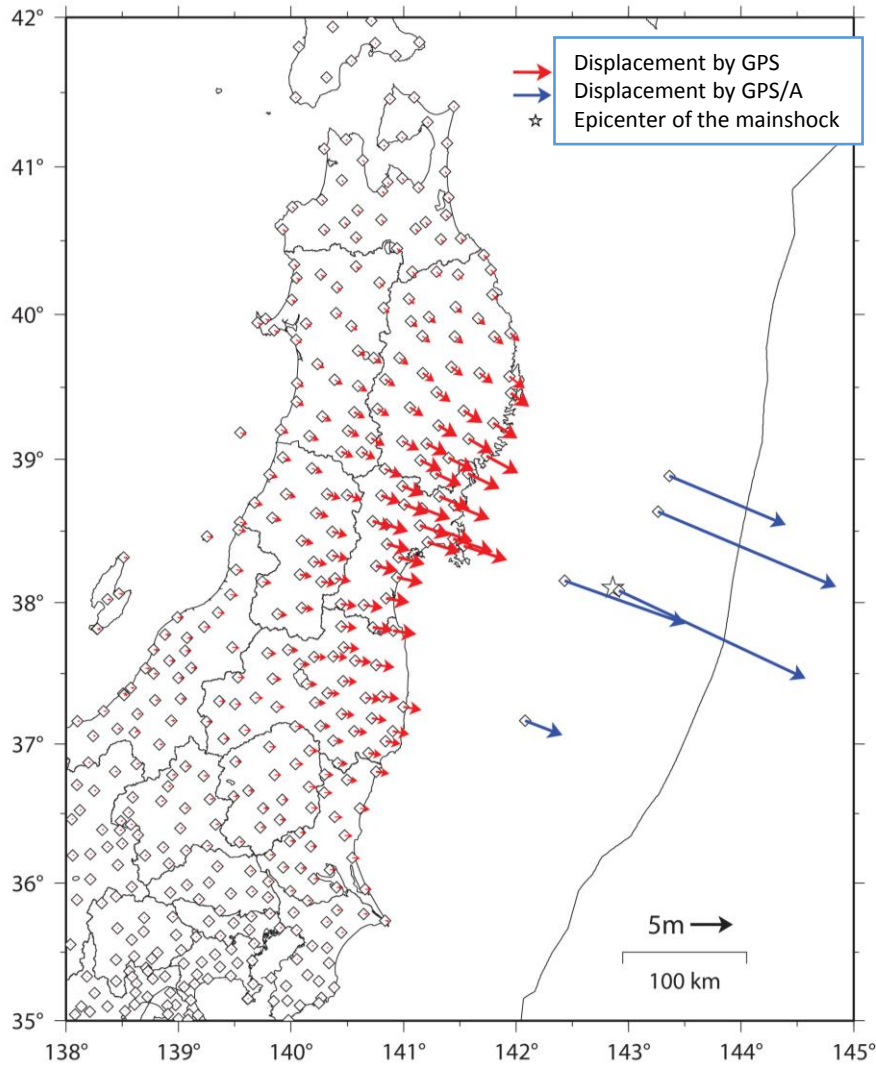 42°
Displacement by GPS
Displacement by GPS/A
Epicenter of the mainshock
41°
40°
39°
38°
37°
36°
5m
100 km
35°
138 139° 140° 141° 142° 143° 144° 145°